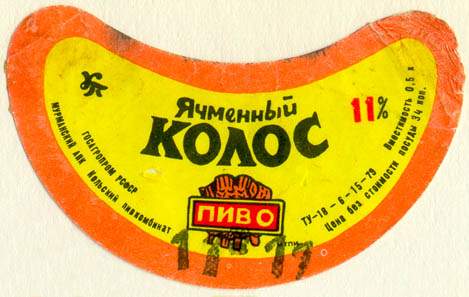 Ячменный
КОЛОС
11%
ГОСАГРОПРОМ РСФСР
МУРМАНСКИЙ АПК Кольский пивкомбинат
ПИВО
ТУ-18-6-15-79
Цена без стоимости посуды 34 коп.
Вместимость 0,5 л